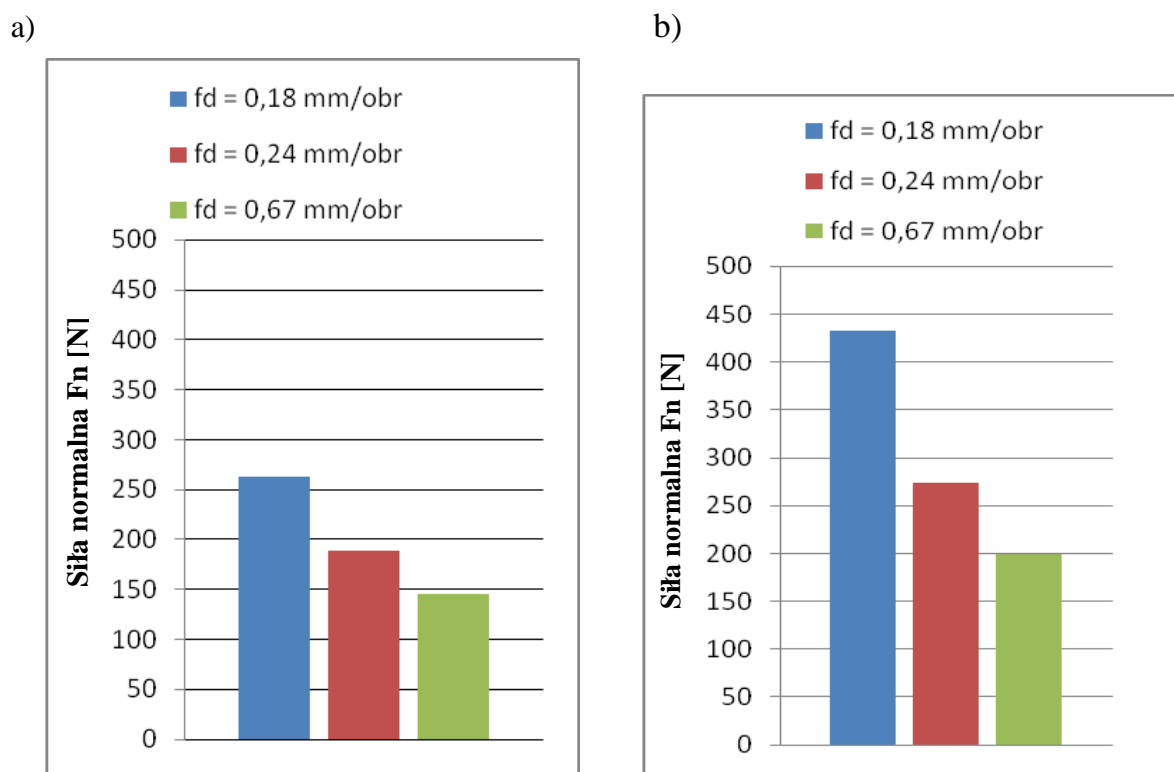 a)
fd = 0,18 mm/obr
fd = 0,24 mm/obr
fd = 0,67 mm/obr
500
450
400
350
300
250
200
150
100
50
0
Siła normalna Fn [N]
b)
fd = 0,18 mm/obr
fd = 0,24 mm/obr
fd = 0,67 mm/obr
500
450
400
350
300
250
200
150
100
50
0
Siła normalna Fn [N]